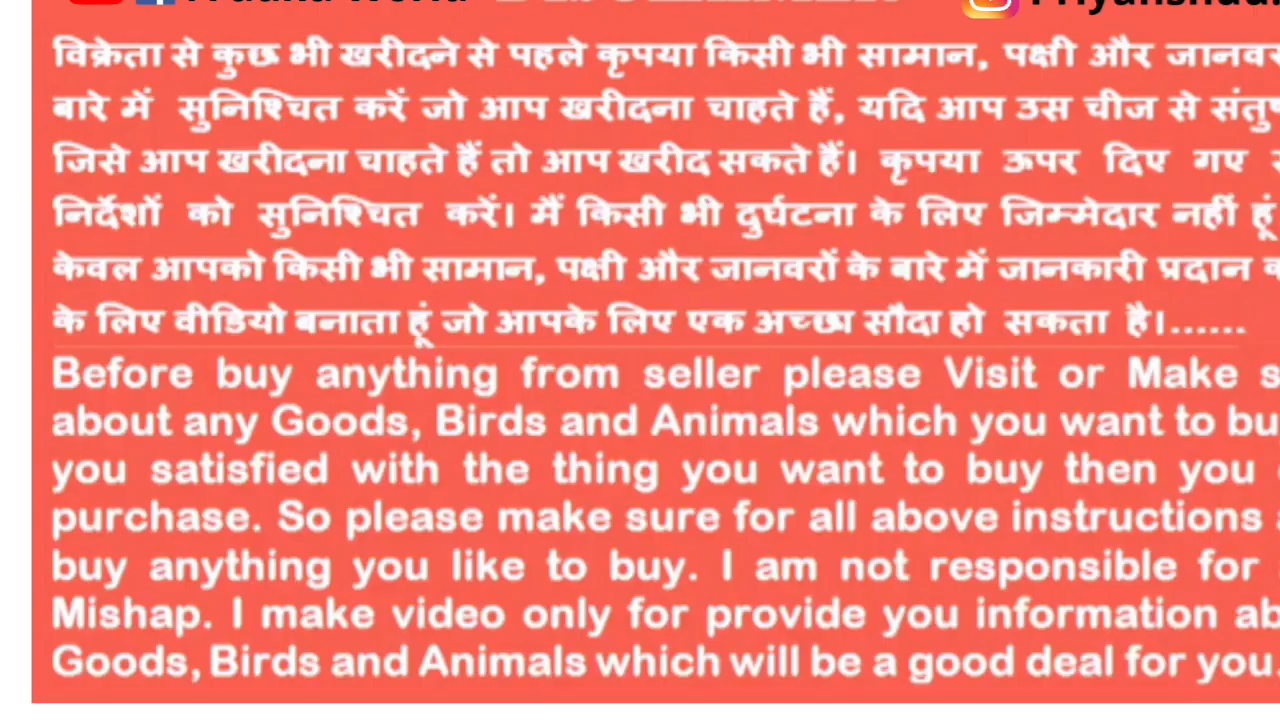 विक्रेता से कुछ भी खरीदने से पहले कृपया किसी भी सामान, पक्षी और
बारे में सुनिश्चित करें जो आप खरीदना चाहते हैं, यदि आप उस चीज से
जिसे आप खरीदना चाहते हैं तो आप खरीद सकते हैं। कृपया ऊपर दिए गए
निर्देशों को सुनिश्चित करें। मैं किसी भी दुर्घटना के लिए जिम्मेदार नहीं हूं
केवल आपको किसी भी सामान, पक्षी और जानवरों के बारे में जानकारी प्रदान
के लिए वीडियो बनाता हूं जो आपके लिए एक अच्छा सौदा हो सकता है।......
Before buy anything from seller please Visit or Make
about any Goods, Birds and Animals which you want to
you satisfied with the thing you want to buy then you
purchase. So please make sure for all above instructions
buy anything you like to buy. I am not responsible for
Mishap. I make video only for provide you information
Goods, Birds and Animals which will be a good deal for you.